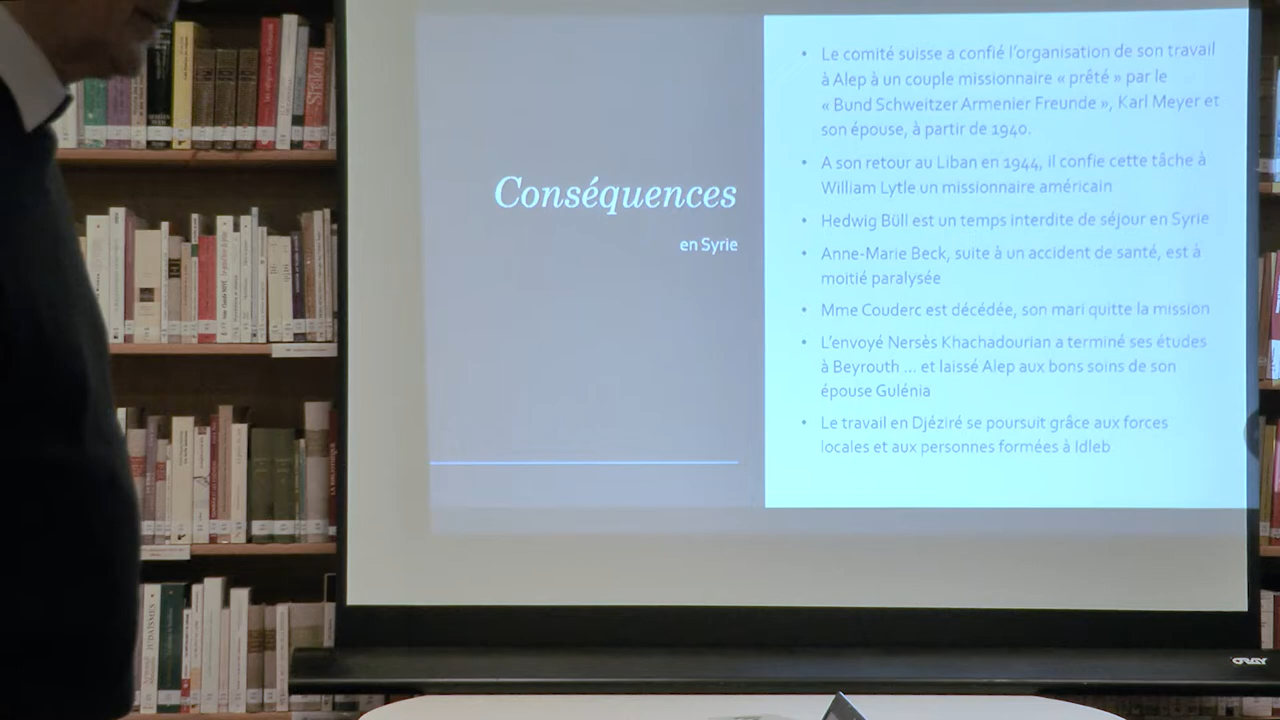 Conséquences
en Syrie
• Le comité suisse a confié l'organisation de son travail
à Alep à un couple missionnaire « prêté » par le
« Bund Schweitzer Armenier Freunde », Karl Meyer et
son épouse, à partir de 1940.
• A son retour au Liban en 1944, il confie cette tâche à
William Lytle un missionnaire américain
• Hedwig Büll est un temps interdite de séjour en Syrie
• Anne-Marie Beck, suite à un accident de santé, est à
moitié paralysée
• Mme Couderc est décédée, son mari quitte la mission
• L'envoyé Nersès Khachadourian a terminé ses études
à Beyrouth ... et laissé Alep aux bons soins de son
épouse Gulénia
• Le travail en Djéziré se poursuit grâce aux forces
locales et aux personnes formées à Idleb
ORAY
Shalom
JUDAÏSMES